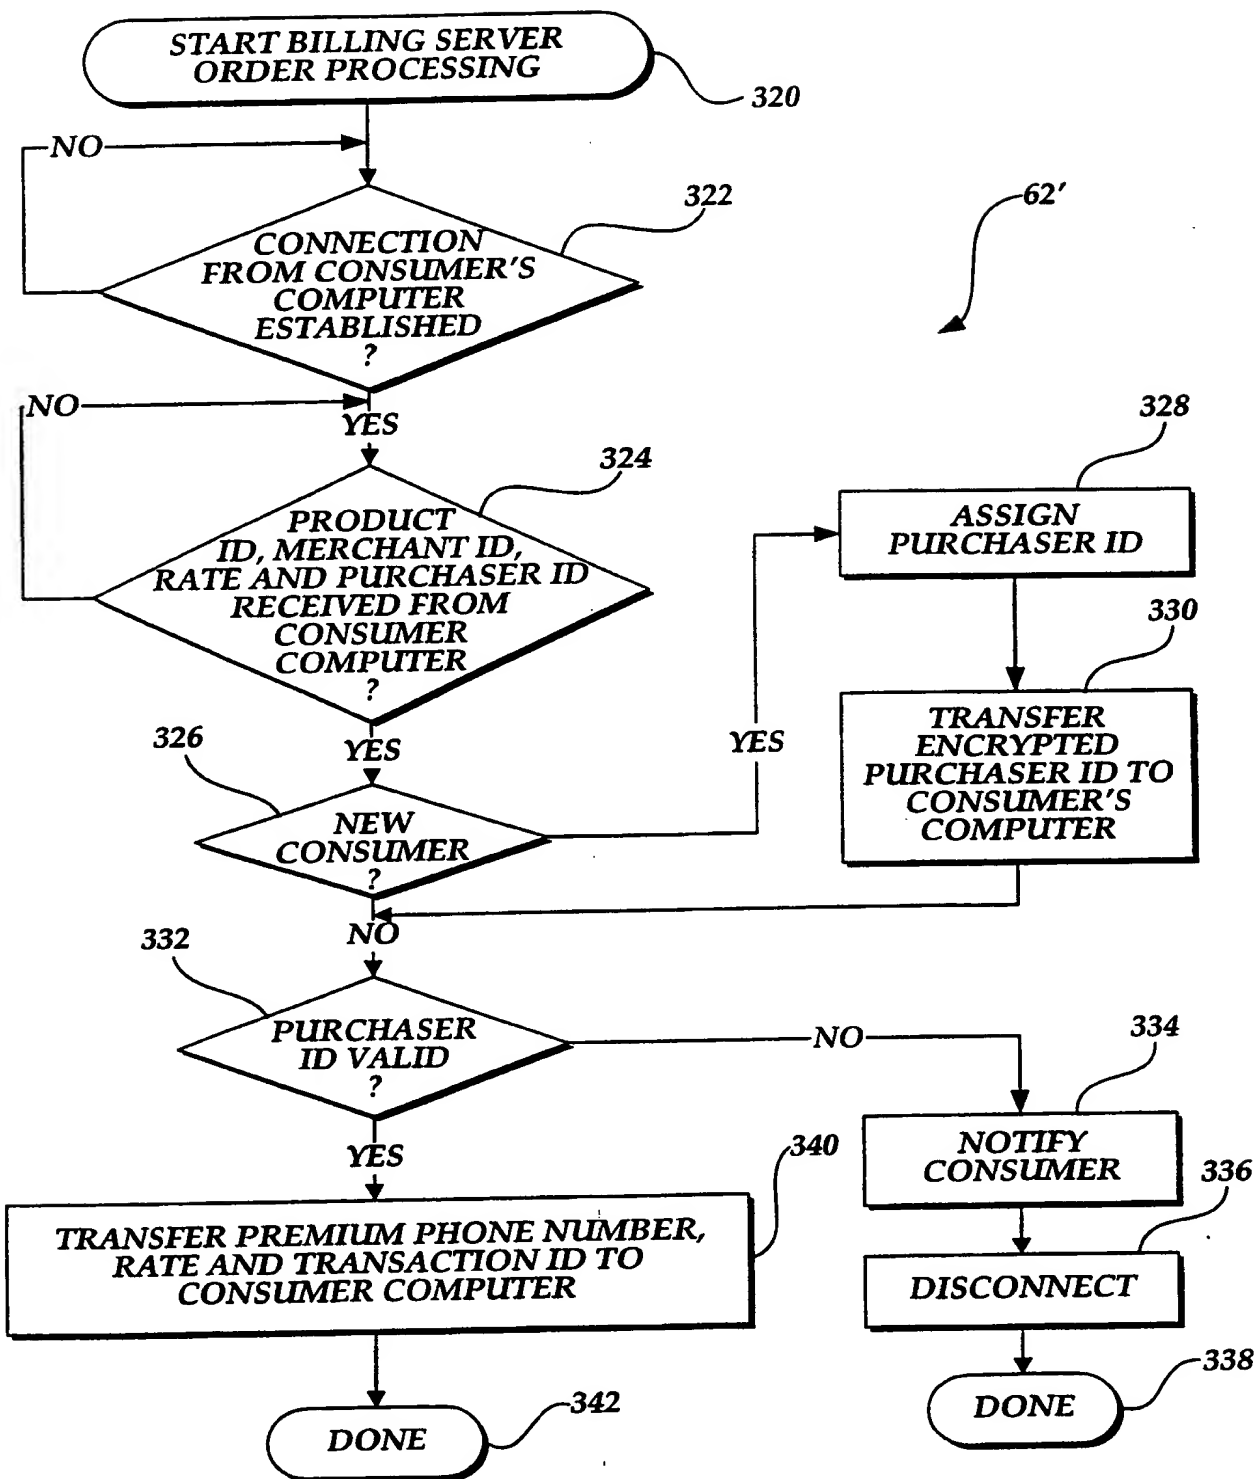 START BILLING SERVER
ORDER PROCESSING
320
NO
322
62'
CONNECTION
FROM CONSUMER'S
COMPUTER
ESTABLISHED
?
NO
YES
328
324
ASSIGN
PURCHASER ID
PRODUCT
ID, MERCHANT ID,
RATE AND PURCHASER ID
RECEIVED FROM
CONSUMER
COMPUTER
?
330
TRANSFER
ENCRYPTED
PURCHASER ID TO
CONSUMER'S
COMPUTER
326
YES
YES
NEW
CONSUMER
?
NO
332
PURCHASER
ID VALID
?
NO
334
YES
340
NOTIFY
CONSUMER
336
TRANSFER PREMIUM PHONE NUMBER,
RATE AND TRANSACTION ID TO
CONSUMER COMPUTER
DISCONNECT
338
DONE
342
DONE